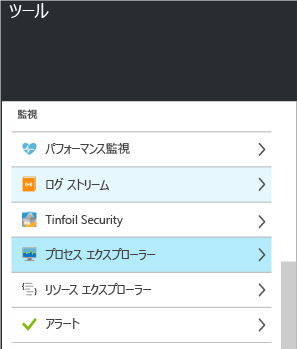 ツール
監視
パフォーマンス監視
ログ ストリーム
Tinfoil Security
プロセス エクスプローラー
リソース エクスプローラー
アラート